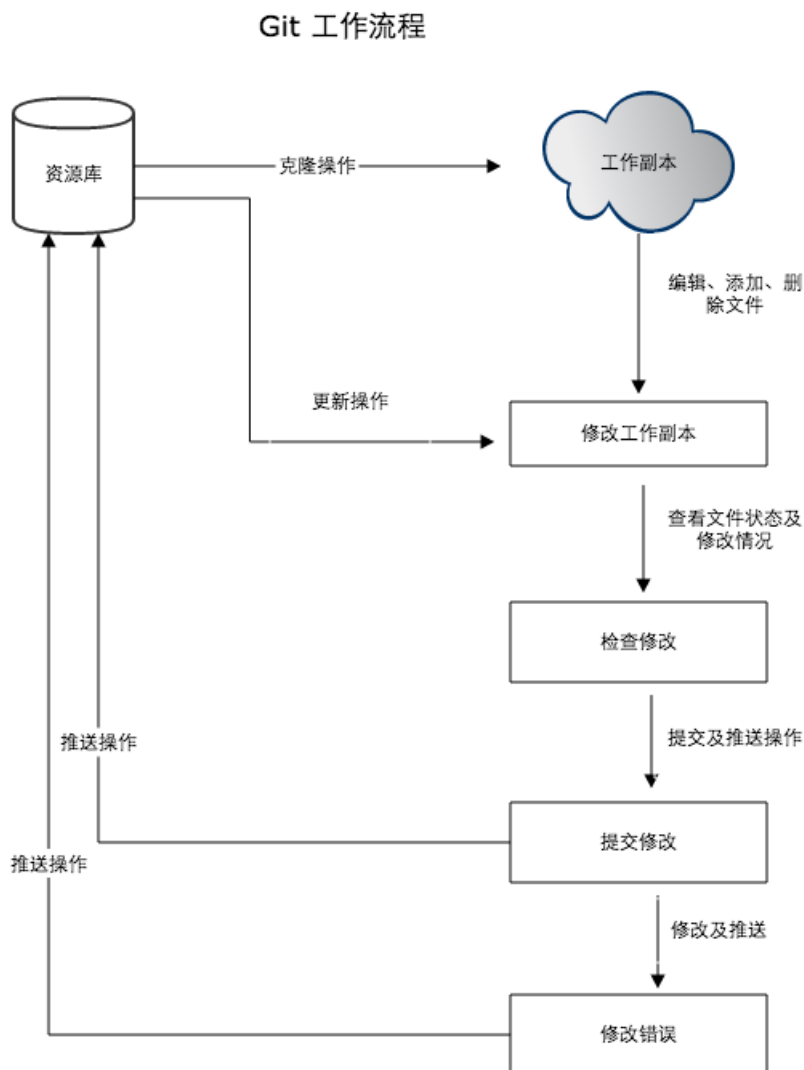 Git 工作流程
资源库
克隆操作
工作副本
编辑、添加、删
除文件
更新操作
修改工作副本
查看文件状态及
修改情况
检查修改
推送操作
提交及推送操作
提交修改
推送操作
修改及推送
修改错误